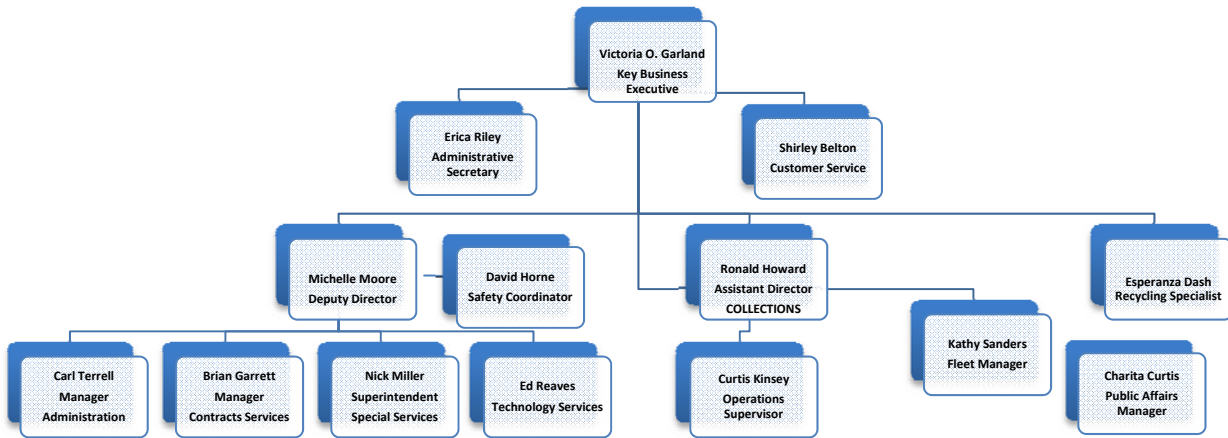 Victoria O. Garland
Key Business
Executive
Erica Riley
Administrative
Secretary
Shirley Belton
Customer Service
Michelle Moore
Deputy Director
David Horne
Safety Coordinator
Ronald Howard
Assistant Director
COLLECTIONS
Esperanza Dash
Recycling Specialist
Carl Terrell
Manager
Administration
Brian Garrett
Manager
Contracts Services
Nick Miller
Superintendent
Special Services
Ed Reaves
Technology Services
Curtis Kinsey
Operations
Supervisor
Kathy Sanders
Fleet Manager
Charita Curtis
Public Affairs
Manager